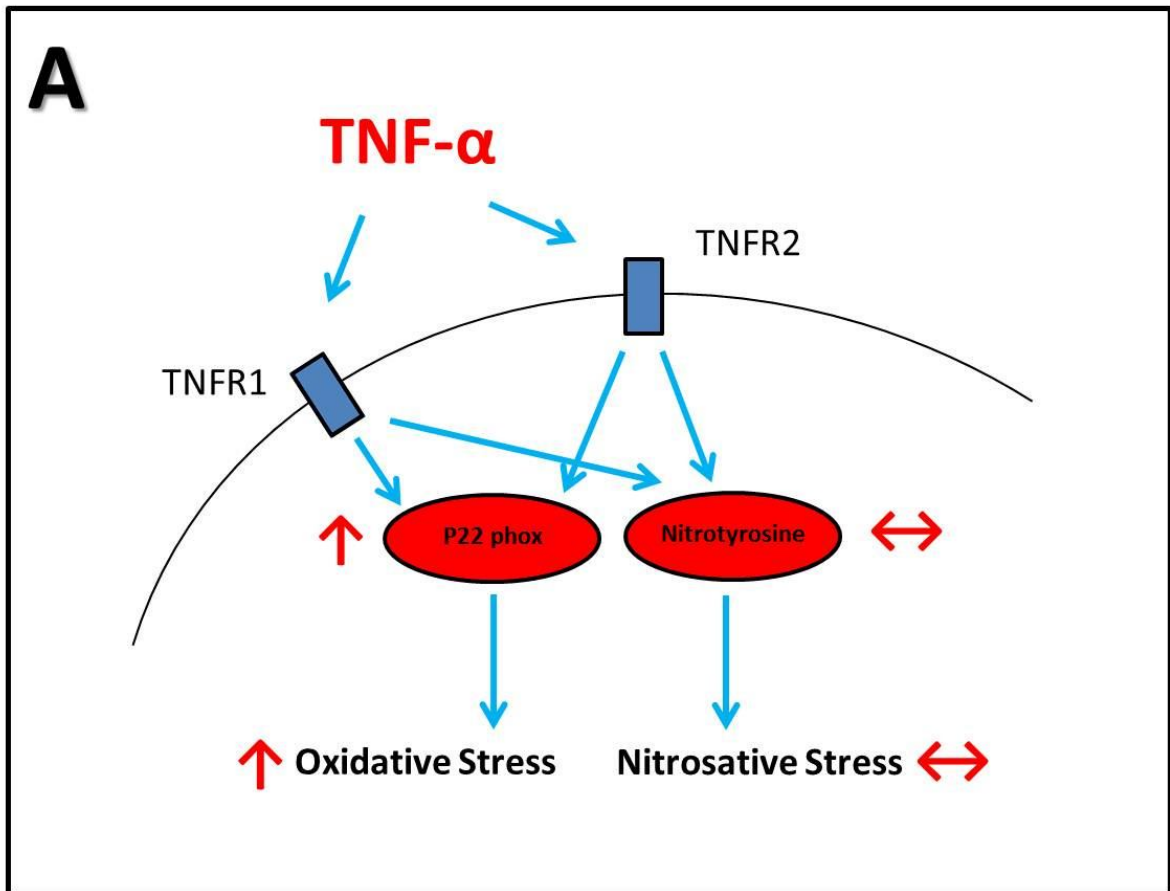 A
TNF-α
TNFR2
TNFR1
P22 phox
Nitrotyrosine
Oxidative Stress
Nitrosative Stress